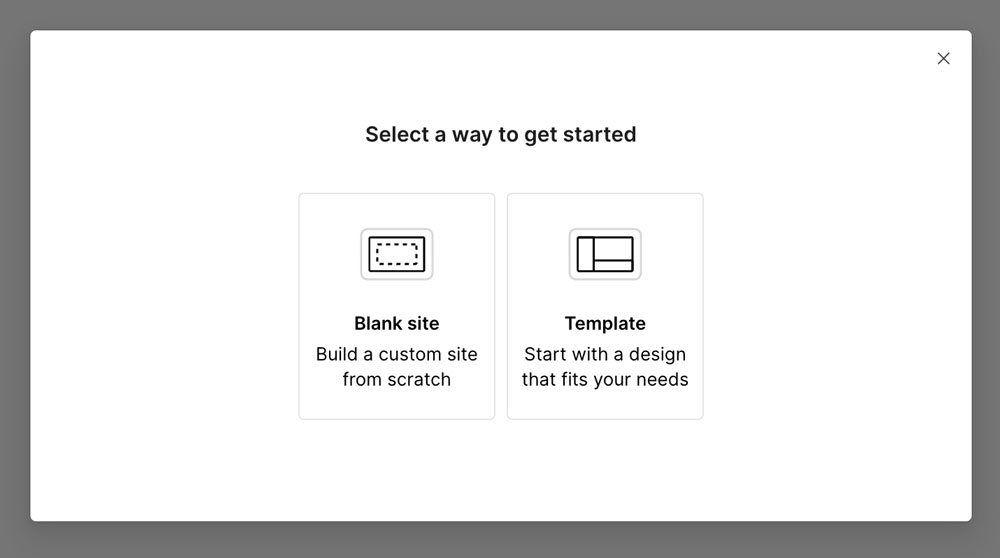 Select a way to get started
Blank site
Build a custom site
from scratch
Template
Start with a design
that fits your needs